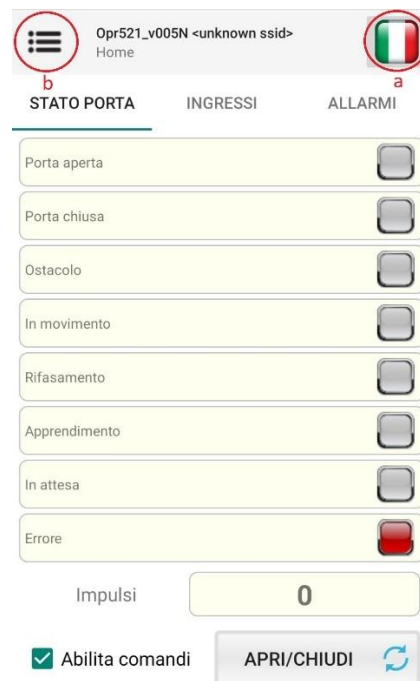 Opr521_v005N <unknown ssid>
Home
b
a
STATO PORTA INGRESSI ALLARMI
Porta aperta
Porta chiusa
Ostacolo
In movimento
Rifasamento
Apprendimento
In attesa
Errore
Impulsi 0
Abilita comandi APRI/CHIUDI